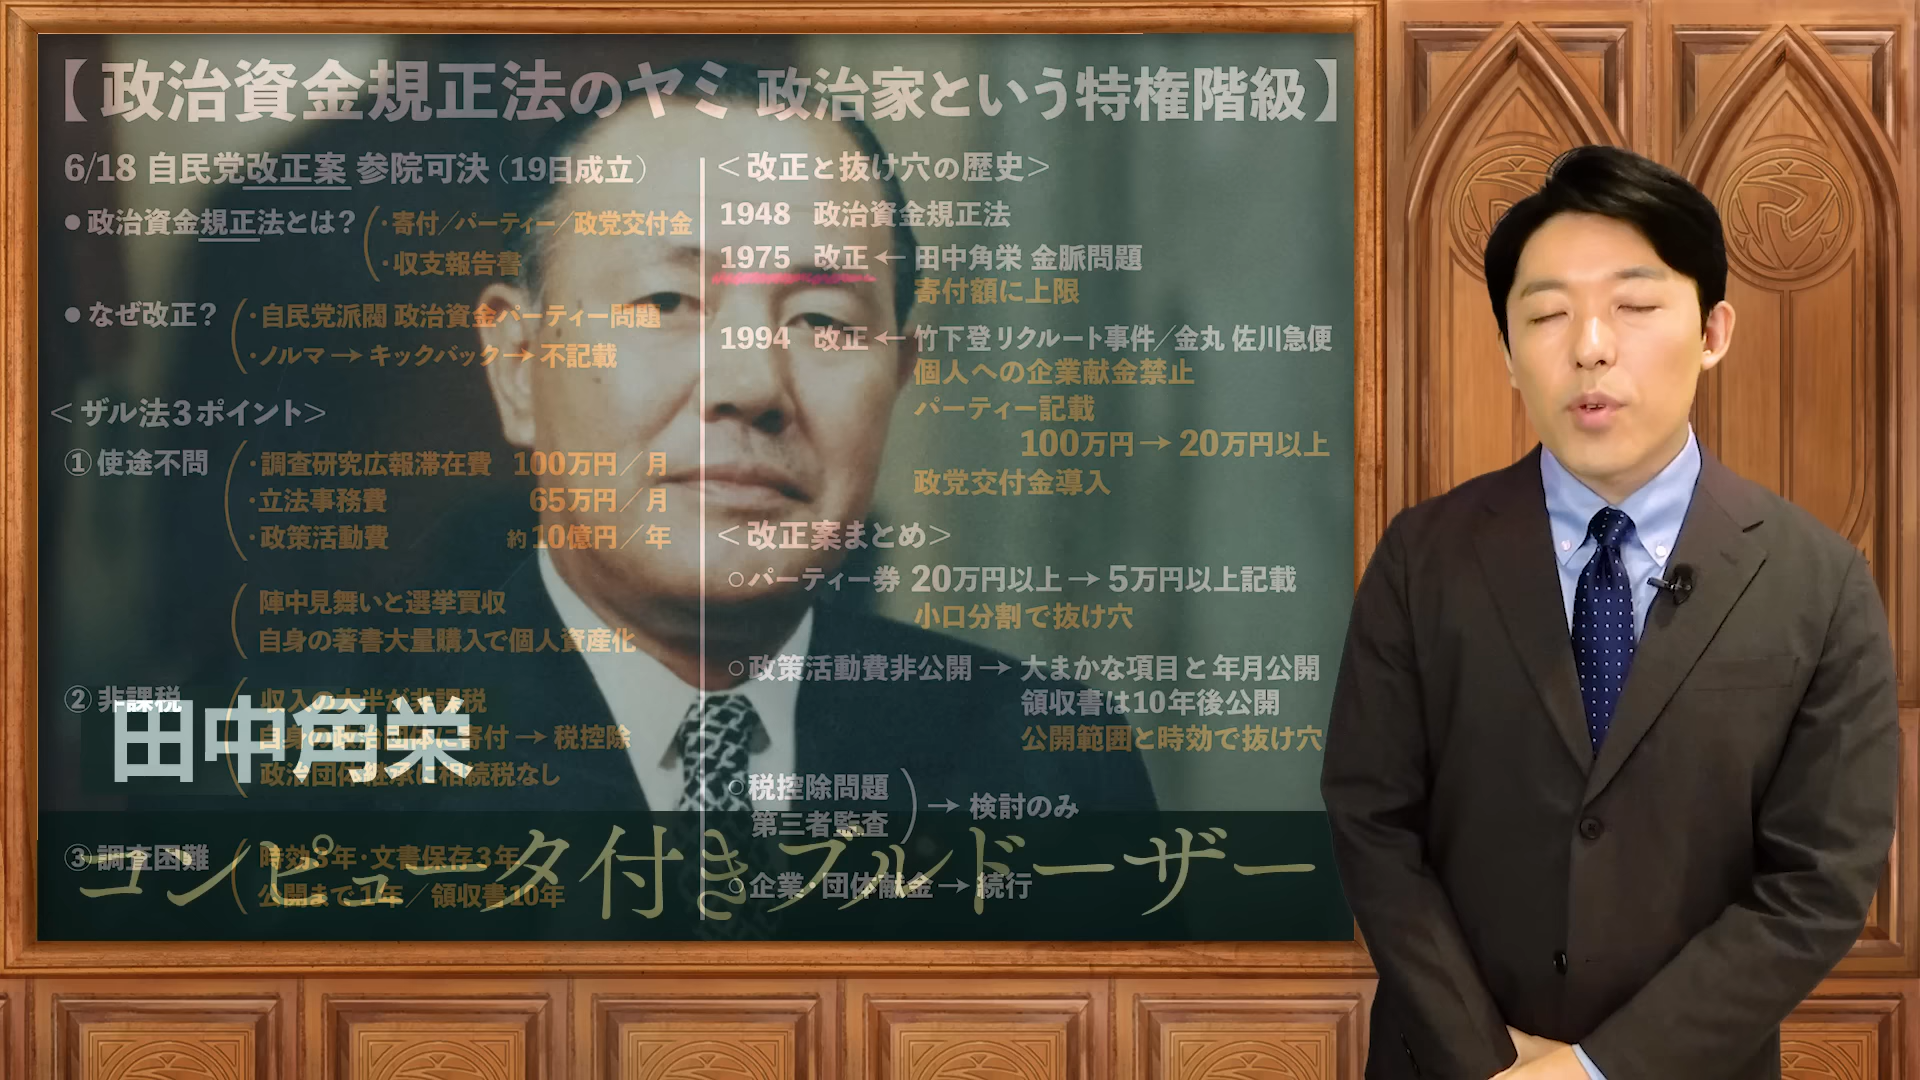 【政治資金規正法のヤミ 政治家という特権階級】
6/18 自民党改正案 参院可決（19日成立）
●政治資金規正法とは？
・寄付／パーティー／政党交付金
・収支報告書
●なぜ改正？
・自民党派閥 政治資金パーティー問題
・ノルマ→キックバック→不記載
＜ザル法3ポイント＞
①使途不問
・調査研究広報滞在費 100万円／月
・立法事務費 65万円／月
・政策活動費 約10億円／年
陣中見舞いと選挙買収
自身の著書大量購入で個人資産化
②非課税
収入の大半が非課税
自身の政治団体に寄付→税控除
政治団体継承に相続税なし
③調査困難
時効5年・文書保存3年
公開まで1年／領収書10年
＜改正と抜け穴の歴史＞
1948 政治資金規正法
1975 改正←田中角栄 金脈問題
寄付額に上限
1994 改正←竹下登リクルート事件／金丸 佐川急便
個人への企業献金禁止
パーティー記載
100万円→20万円以上
政党交付金導入
＜改正案まとめ＞
○パーティー券 20万円以上→5万円以上記載
小口分割で抜け穴
○政策活動費非公開→大まかな項目と年月公開
領収書は10年後公開
公開範囲と時効で抜け穴
○税控除問題
第三者監査
→検討のみ
○企業・団体献金→続行
田中角栄
コンピュータ付きブルドーザー